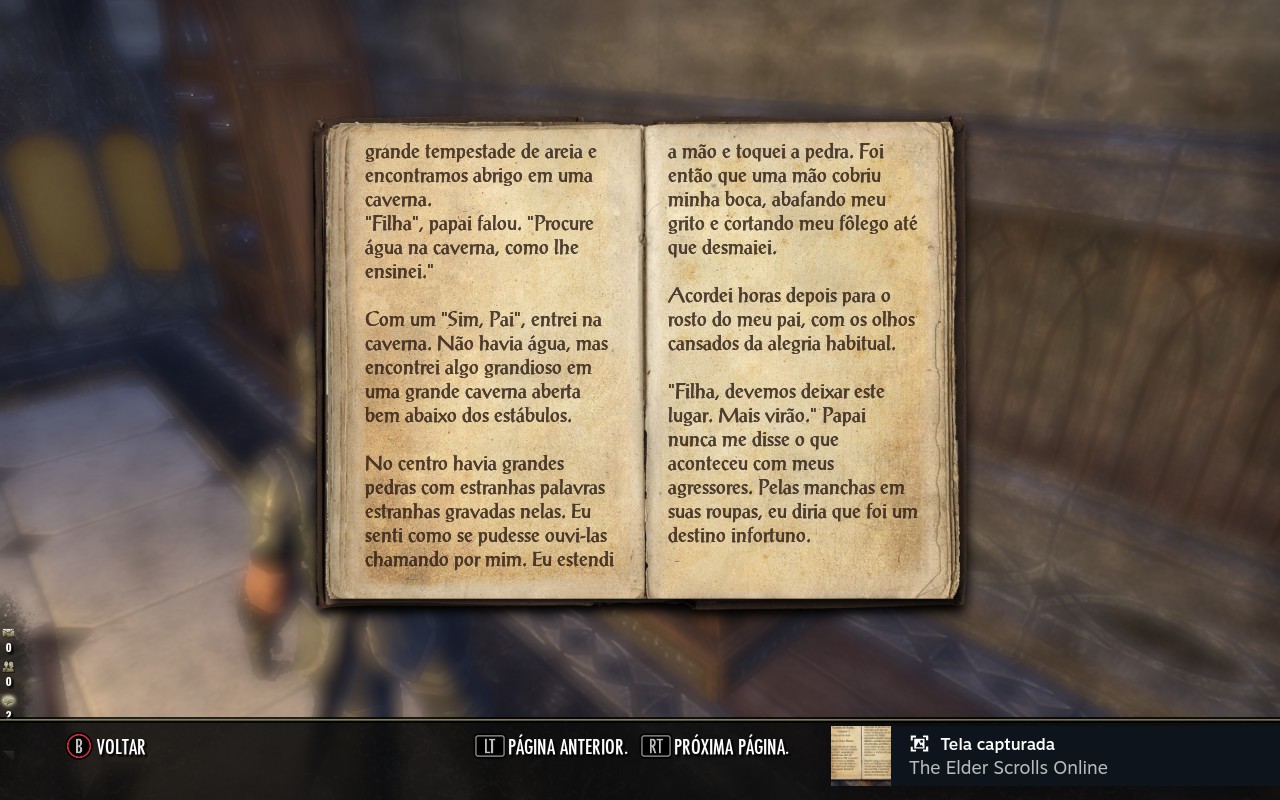 grande tempestade de areia e
encontramos abrigo em uma
caverna.
"Filha", papai falou. "Procure
água na caverna, como lhe
ensinei."
Com um "Sim, Pai", entrei na
caverna. Não havia água, mas
encontrei algo grandioso em
uma grande caverna aberta
bem abaixo dos estábulos.
No centro havia grandes
pedras com estranhas palavras
estranhas gravadas nelas. Eu
senti como se pudesse ouvi-las
chamando por mim. Eu estendi
a mão e toquei a pedra. Foi
então que uma mão cobriu
minha boca, abafando meu
grito e cortando meu fôlego até
que desmaiei.
Acordei horas depois para o
rosto do meu pai, com os olhos
cansados da alegria habitual.
"Filha, devemos deixar este
lugar. Mais virão." Papai
nunca me disse o que
aconteceu com meus
agressores. Pelas manchas em
suas roupas, eu diria que foi um
destino infortuno.
0
0
B VOLTAR
LT PÁGINA ANTERIOR. RT PRÓXIMA PÁGINA.
Tela capturada
The Elder Scrolls Online